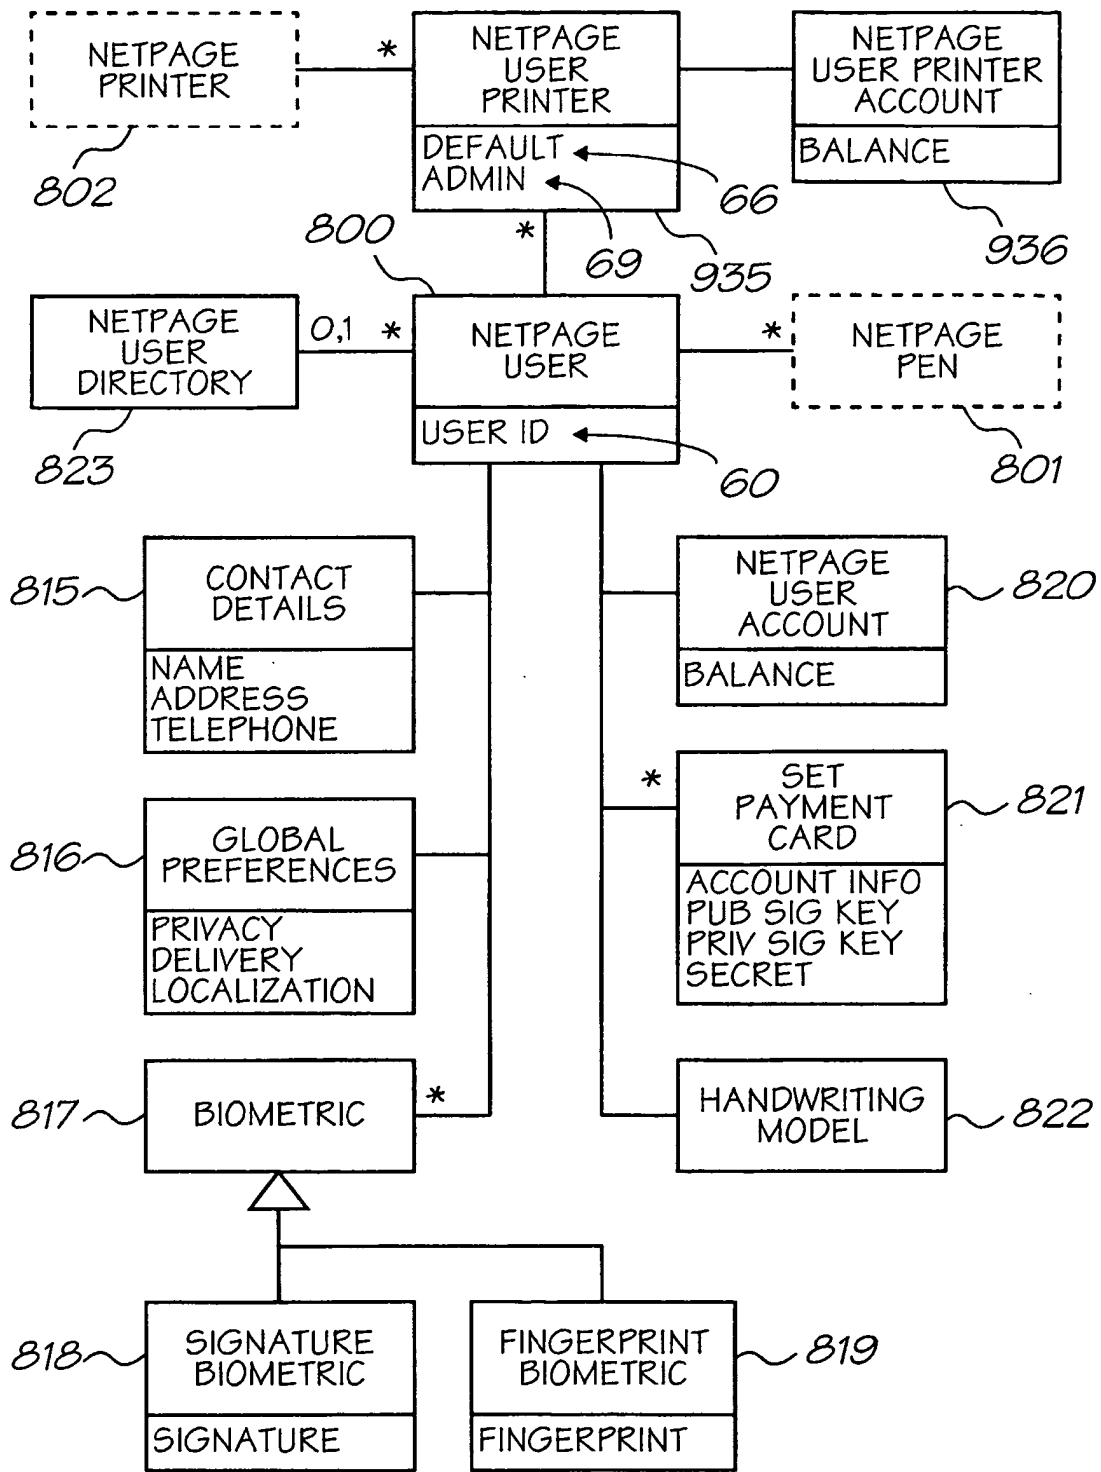 NETPAGE
PRINTER
802
*
NETPAGE
USER
PRINTER
DEFAULT
ADMIN
66
69
935
NETPAGE
USER PRINTER
ACCOUNT
BALANCE
936
*
800
NETPAGE
USER
DIRECTORY
823
0,1 *
NETPAGE
USER
USER ID
60
*
NETPAGE
PEN
801
815
CONTACT
DETAILS
NAME
ADDRESS
TELEPHONE
NETPAGE
USER
ACCOUNT
BALANCE
820
816
GLOBAL
PREFERENCES
PRIVACY
DELIVERY
LOCALIZATION
*
SET
PAYMENT
CARD
ACCOUNT INFO
PUB SIG KEY
PRIV SIG KEY
SECRET
821
817
BIOMETRIC
*
HANDWRITING
MODEL
822
818
SIGNATURE
BIOMETRIC
SIGNATURE
FINGERPRINT
BIOMETRIC
FINGERPRINT
819